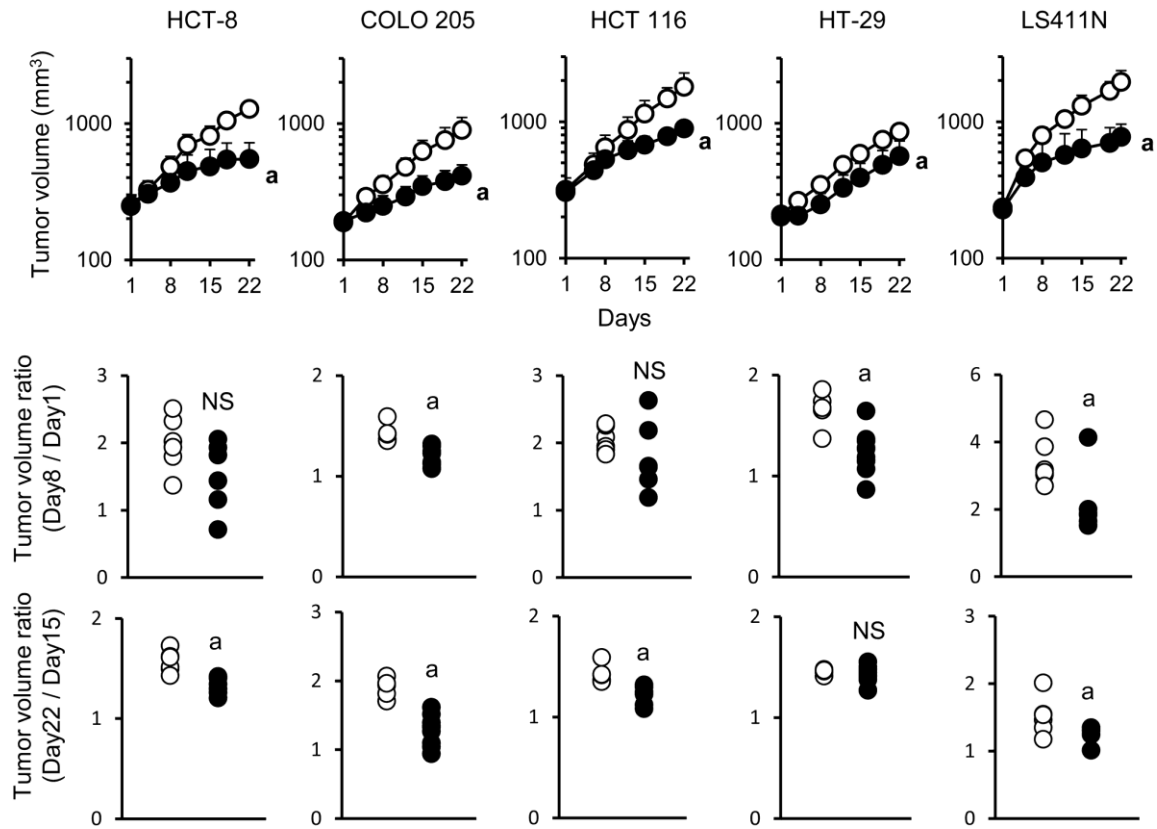 HCT-8 COLO 205 HCT 116 HT-29 LS411N
Tumor volume (mm³)
1000 1000 1000 1000 1000
a a a a a
100 100 100 100 100
1 8 15 22 1 8 15 22 1 8 15 22 1 8 15 22 1 8 15 22
Days
Tumor volume ratio
(Day8 / Day1)
3 2 3 2 6
NS a NS a a
2 1 2 1 4
1 1 2
0 0 0 0 0
Tumor volume ratio
(Day22 / Day15)
2 3 2 2 3
a a a NS a
1 2 1 1 2
1 1
0 0 0 0 0